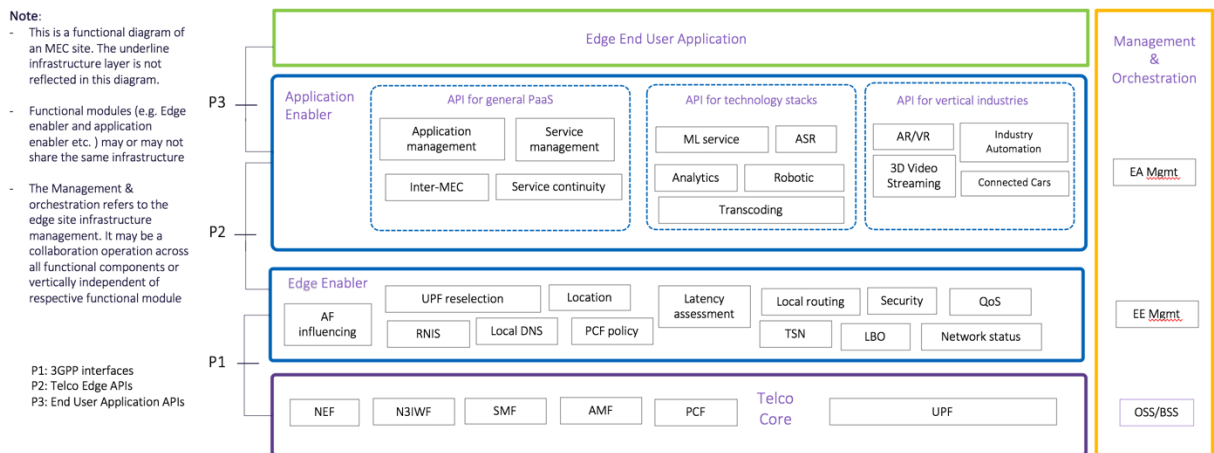 Note:
- This is a functional diagram of
an MEC site. The underline
infrastructure layer is not
reflected in this diagram.
- Functional modules (e.g. Edge
enabler and application
enabler etc. ) may or may not
share the same infrastructure
- The Management &
orchestration refers to the
edge site infrastructure
management. It may be a
collaboration operation across
all functional components or
vertically independent of
respective functional module
P1: 3GPP interfaces
P2: Telco Edge APIs
P3: End User Application APIs
P3
P2
P1
Edge End User Application
Application
Enabler
API for general PaaS
Application
management
Service
management
Inter-MEC
Service continuity
API for technology stacks
ML service
ASR
Analytics
Robotic
Transcoding
API for vertical industries
AR/VR
Industry
Automation
3D Video
Streaming
Connected Cars
Edge Enabler
AF
influencing
UPF reselection
Location
RNIS
Local DNS
PCF policy
Latency
assessment
Local routing
Security
QoS
TSN
LBO
Network status
NEF
N3IWF
SMF
AMF
PCF
Telco
Core
UPF
Management
&
Orchestration
EA Mgmt
EE Mgmt
OSS/BSS